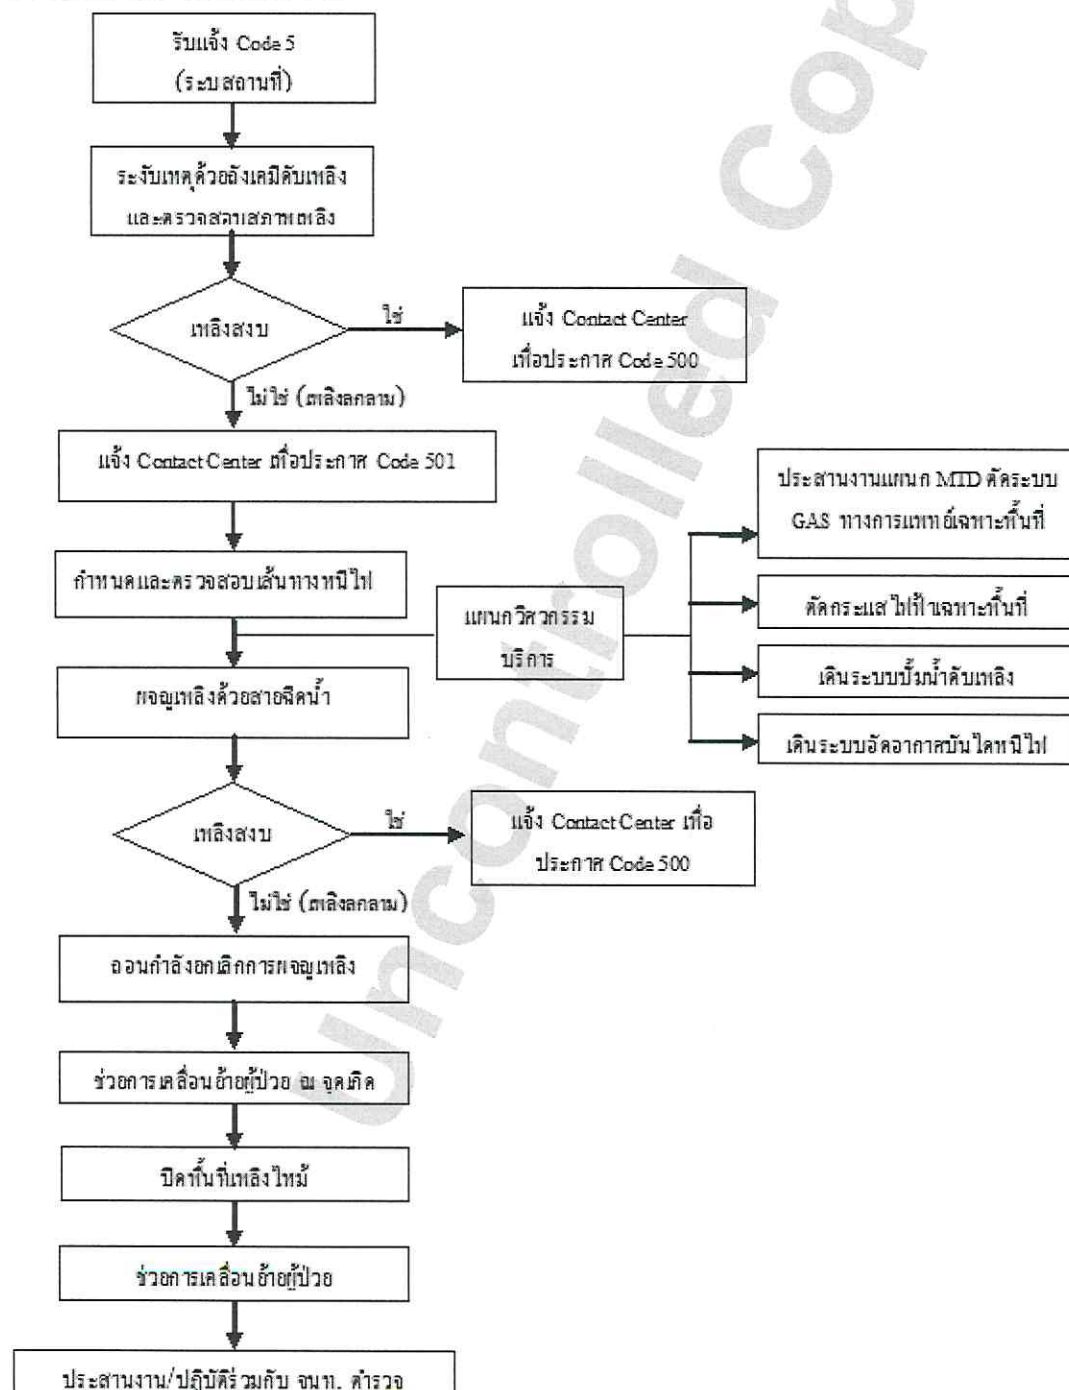 รับแจ้ง Code 5
(ระบุสถานที่)
ระงับเหตุด้วยถังเคมีดับเพลิง
และตรวจสอบสภาพเพลิง
เพลิงสงบ
ใช่
แจ้ง Contact Center
เพื่อประกาศ Code 500
ไม่ใช่ (เพลิงลุกลาม)
แจ้ง Contact Center เพื่อประกาศ Code 501
กำหนดและตรวจสอบเส้นทางหนีไฟ
แผนกวิศวกรรม
บริการ
ประสานงานแผนก MTD ตัดระบบ
GAS ทางการแพทย์เฉพาะพื้นที่
ตัดกระแสไฟฟ้าเฉพาะพื้นที่
เดินระบบปั๊มน้ำดับเพลิง
เดินระบบอัดอากาศบันไดหนีไฟ
ผจญเพลิงด้วยสายฉีดน้ำ
เพลิงสงบ
ใช่
แจ้ง Contact Center เพื่อ
ประกาศ Code 500
ไม่ใช่ (เพลิงลุกลาม)
ถอนกำลังยกเลิกการผจญเพลิง
ช่วยการเคลื่อนย้ายผู้ป่วย ณ จุดเกิด
ปิดพื้นที่เพลิงไหม้
ช่วยการเคลื่อนย้ายผู้ป่วย
ประสานงาน/ปฏิบัติร่วมกับ จนท. ตำรวจ
Uncontrolled Cop